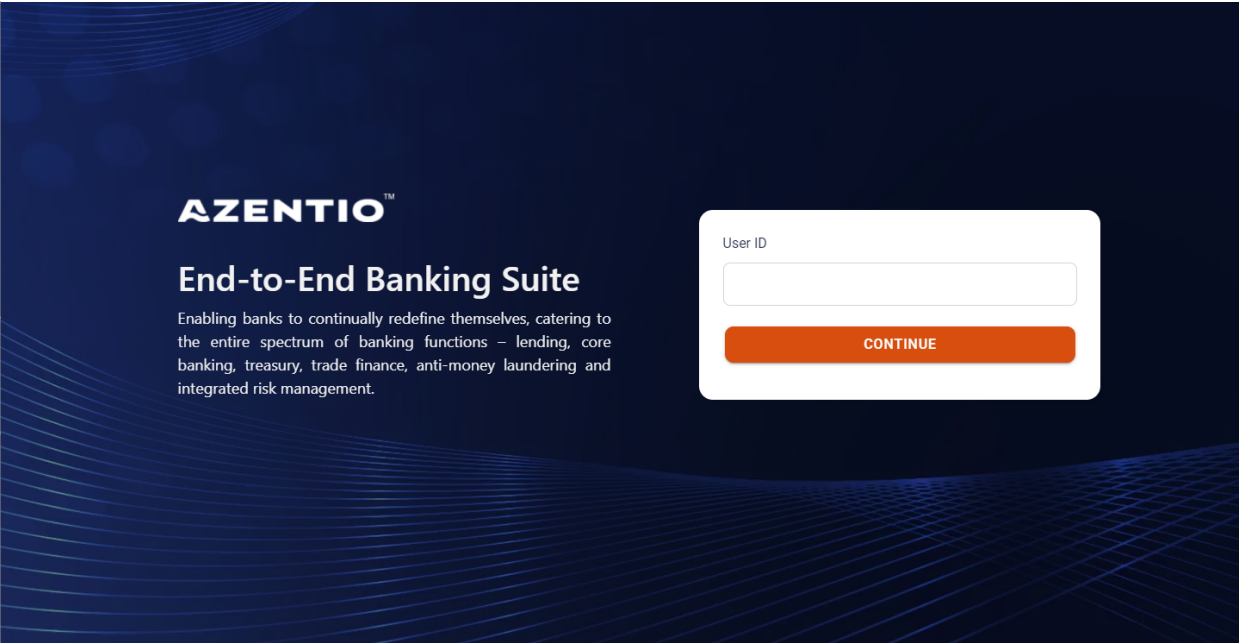 AZENTIO™
End-to-End Banking Suite
Enabling banks to continually redefine themselves, catering to
the entire spectrum of banking functions – lending, core
banking, treasury, trade finance, anti-money laundering and
integrated risk management.
User ID
CONTINUE